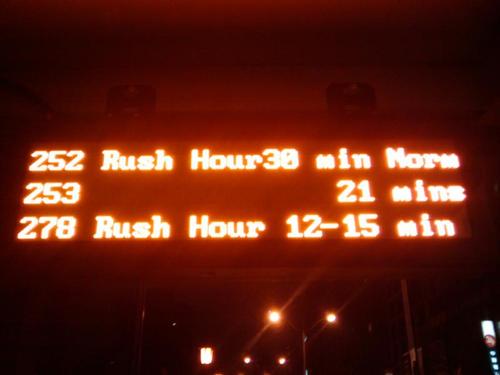 252 Rush Hour30 min Norm
253 21 mins
278 Rush Hour 12-15 min